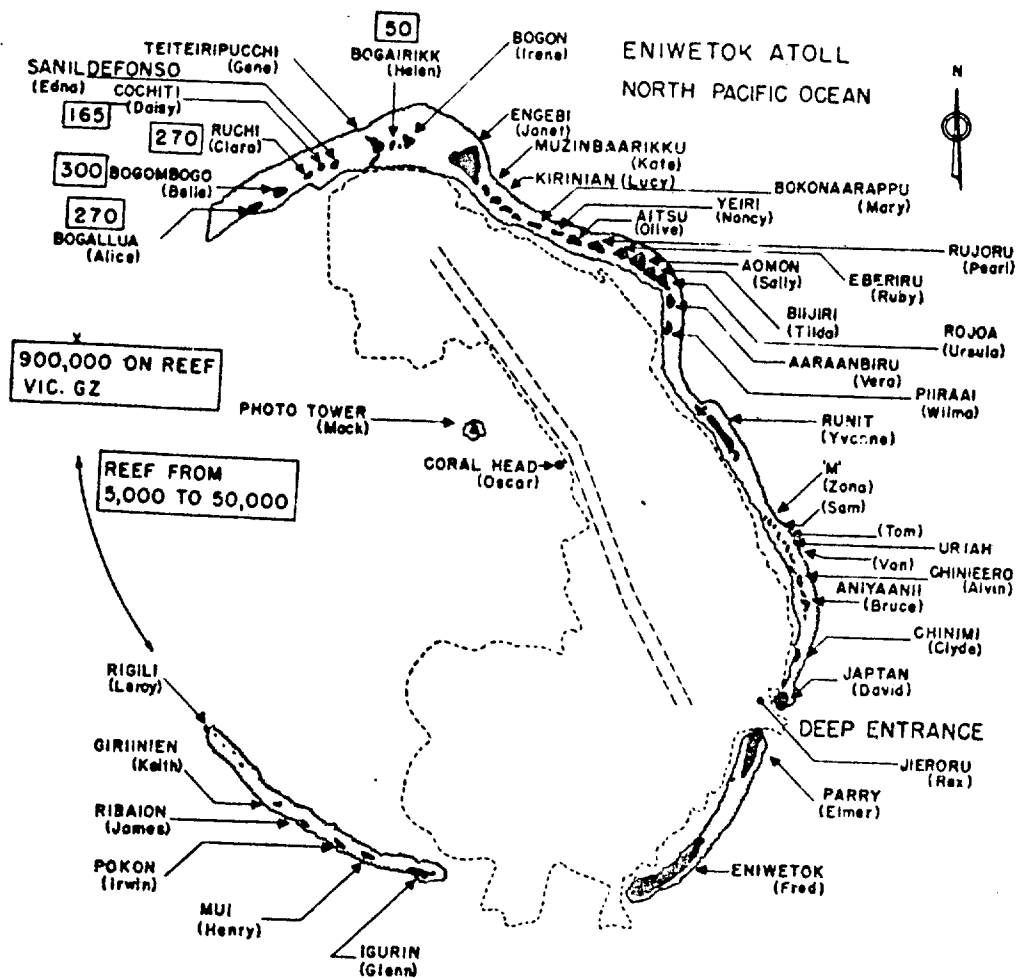 ENIWETOK ATOLL
NORTH PACIFIC OCEAN
N
50
BOGAIRIKK
(Helen)
BOGON
(Irene)
TEITEIRIPUCCHI
(Gene)
SANILDEFONSO
(Edna)
COCHITI
(Daisy)
165
270
RUCHI
(Clara)
300
BOGOMBOGO
(Belle)
270
BOGALLUA
(Alice)
ENGEBI
(Janet)
MUZINBAARIKKU
(Kate)
KIRINIAN (Lucy)
BOKONAARAPPU
(Mary)
YEIRI
(Nancy)
AITSU
(Olive)
RUJORU
(Pearl)
EBERIRU
(Ruby)
AOMON
(Sally)
BIIJIRI
(Tilda)
ROJOA
(Ursula)
AARAANBIRU
(Vera)
PIIRAAI
(Wilma)
RUNIT
(Yvonne)
'M'
(Zona)
(Sam)
(Tom)
URIAH
(Van)
CHINIEERO
(Alvin)
ANIYAANII
(Bruce)
CHINIMI
(Clyde)
JAPTAN
(David)
DEEP ENTRANCE
JIERORU
(Rex)
PARRY
(Elmer)
ENIWETOK
(Fred)
X
900,000 ON REEF
VIC. GZ
PHOTO TOWER
(Mack)
CORAL HEAD
(Oscar)
REEF FROM
5,000 TO 50,000
RIGILI
(Leroy)
GIRIINIEN
(Keith)
RIBAION
(James)
POKON
(Irwin)
MUI
(Henry)
IGURIN
(Glenn)